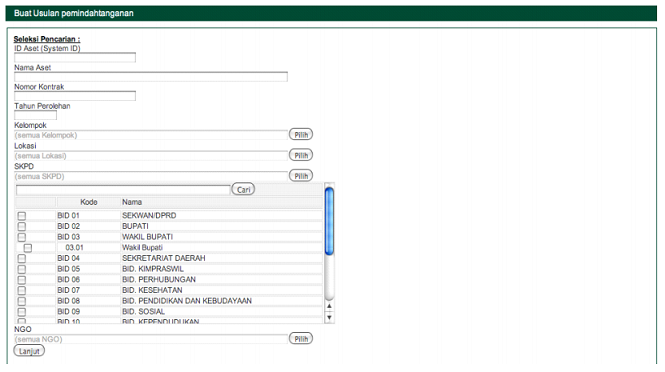 Buat Usulan pemindahtanganan
Seleksi Pencarian :
ID Aset (System ID)
Nama Aset
Nomor Kontrak
Tahun Perolehan
Kelompok
(semua Kelompok) Pilih
Lokasi
(semua Lokasi) Pilih
SKPD
(semua SKPD) Pilih
Cari
Kode Nama
BID 01 SEKWAN/DPRD
BID 02 BUPATI
BID 03 WAKIL BUPATI
03.01 Wakil Bupati
BID 04 SEKRETARIAT DAERAH
BID 05 BID. KIMPRASWIL
BID 06 BID. PERHUBUNGAN
BID 07 BID. KESEHATAN
BID 08 BID. PENDIDIKAN DAN KEBUDAYAAN
BID 09 BID. SOSIAL
BID 10 BID. KEPENDUDUKAN
NGO
(semua NGO) Pilih
Lanjut